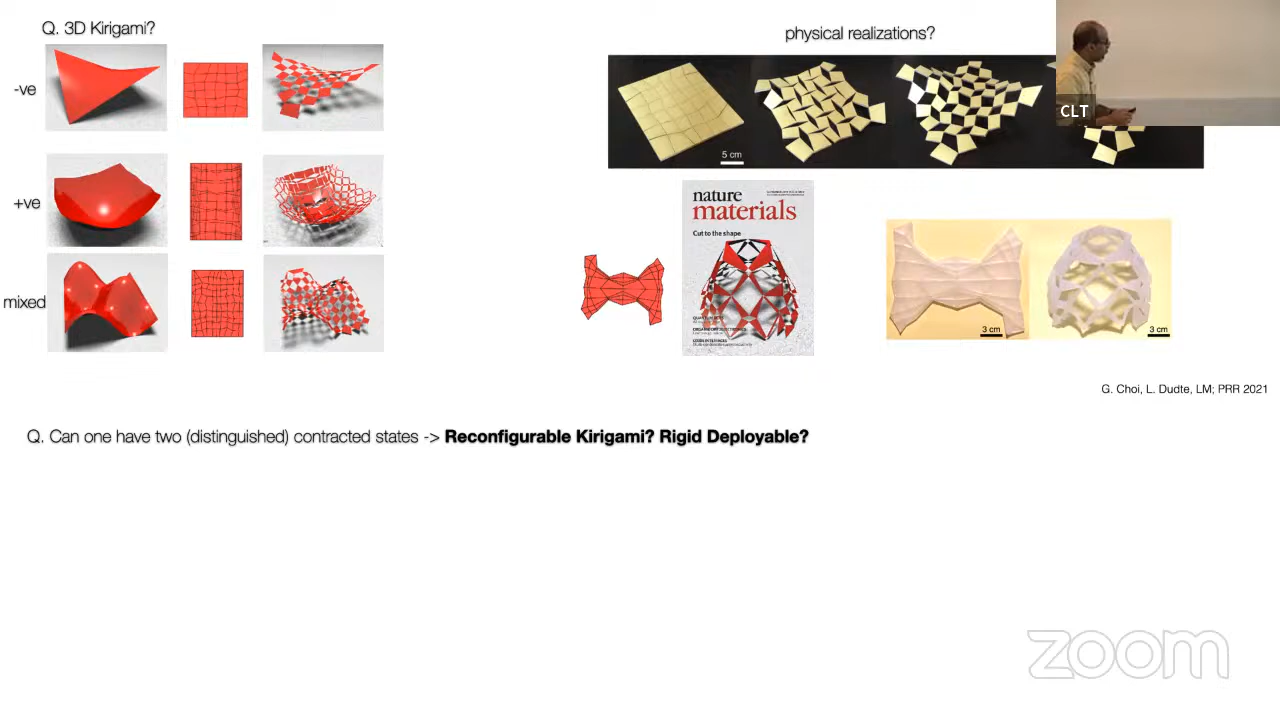 Q. 3D Kirigami?
physical realizations?
-ve
CLT
5 cm
+ve
nature
materials
Cut to the shape
mixed
3 cm
3 cm
G. Choi, L. Dudte, LM; PRR 2021
Q. Can one have two (distinguished) contracted states -> Reconfigurable Kirigami? Rigid Deployable?
zoom